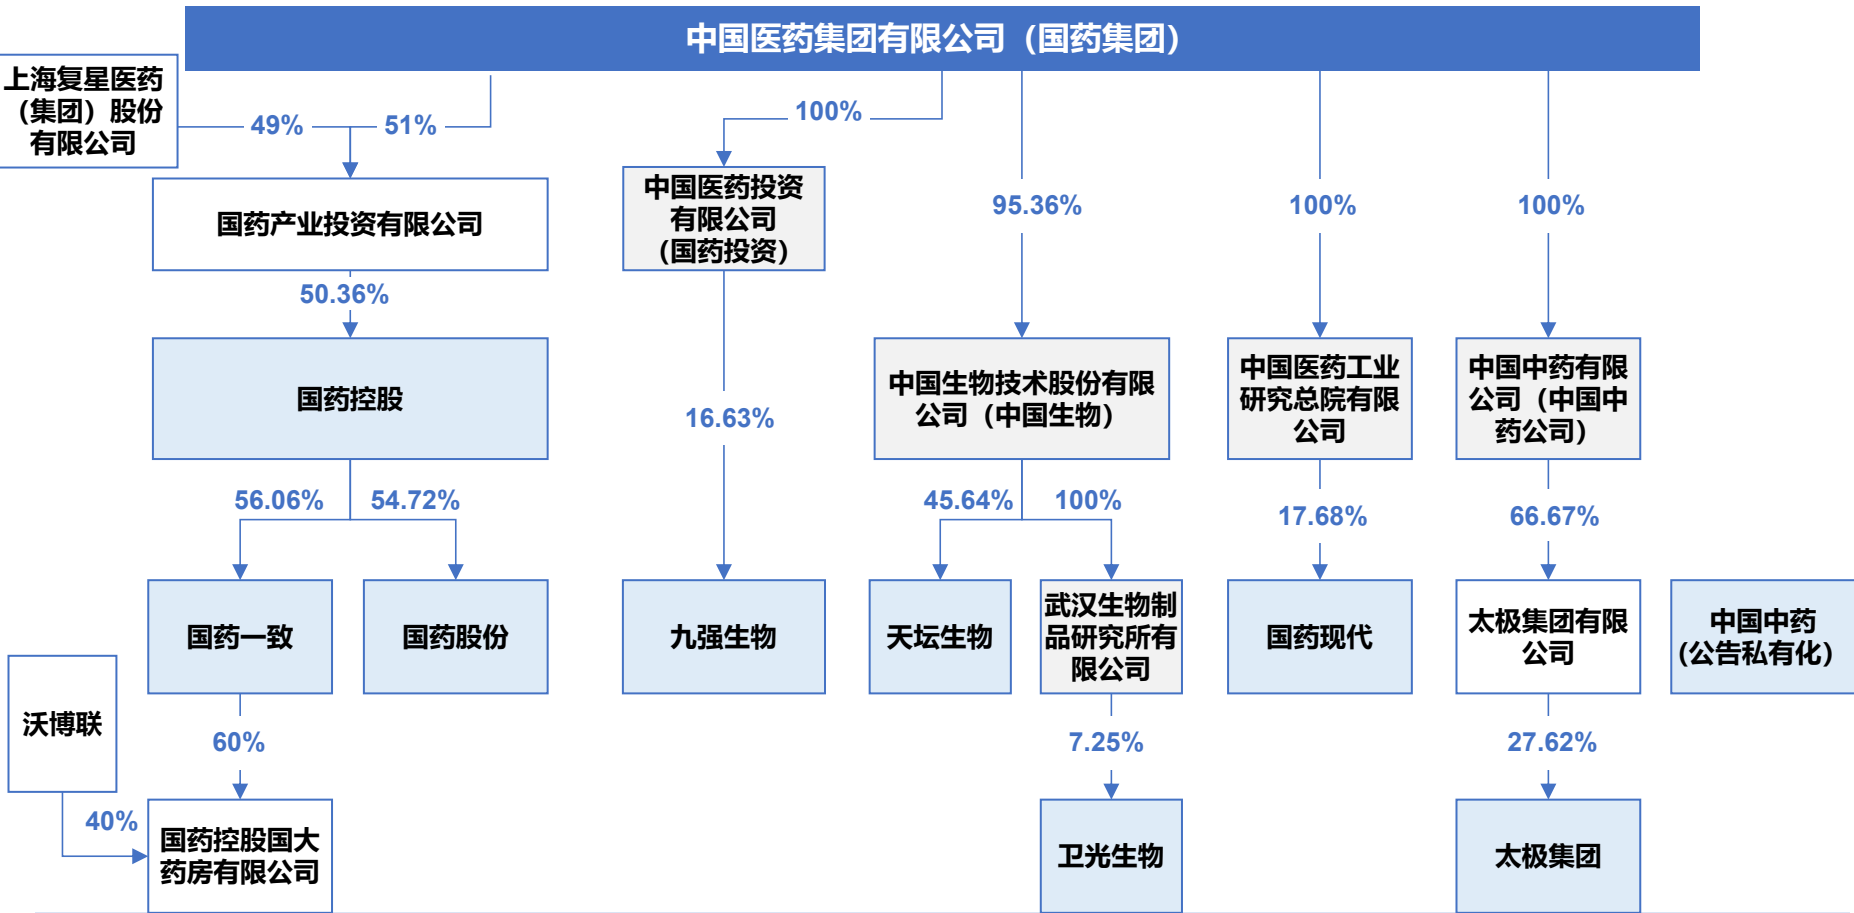 中国医药集团有限公司（国药集团）
上海复星医药
（集团）股份
有限公司
49%
51%
100%
95.36%
100%
100%
国药产业投资有限公司
中国医药投资
有限公司
（国药投资）
50.36%
16.63%
国药控股
中国生物技术股份有限
公司（中国生物）
中国医药工业
研究总院有限
公司
中国中药有限
公司（中国中
药公司）
56.06%
54.72%
45.64%
100%
17.68%
66.67%
国药一致
国药股份
九强生物
天坛生物
武汉生物制
品研究所有
限公司
国药现代
太极集团有限
公司
中国中药
(公告私有化）
沃博联
60%
7.25%
27.62%
40%
国药控股国大
药房有限公司
卫光生物
太极集团